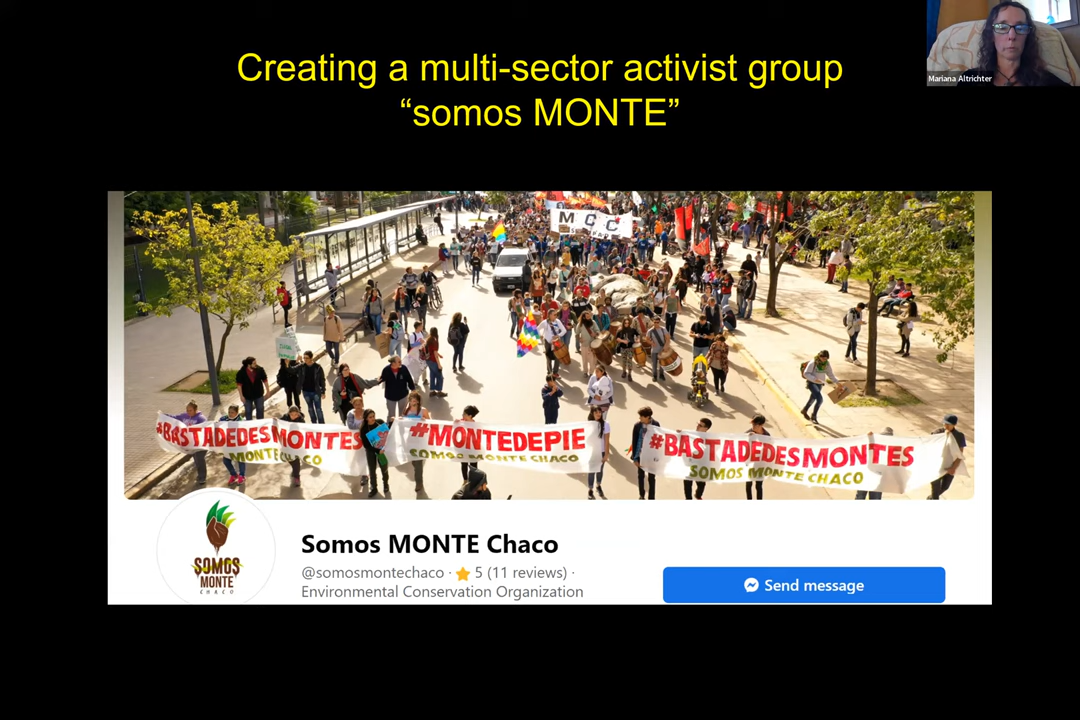 Creating a multi-sector activist group
“somos MONTE”
Mariana Altrichter
MCC
#BASTADEDESMONTES
MONTE CHACO
#MONTEDEPIE
SOMOS MONTE CHACO
#BASTADEDESMONTES
SOMOS MONTE CHACO
SOMOS
MONTE
CHACO
Somos MONTE Chaco
@somosmontechaco · 5 (11 reviews) ·
Environmental Conservation Organization
Send message